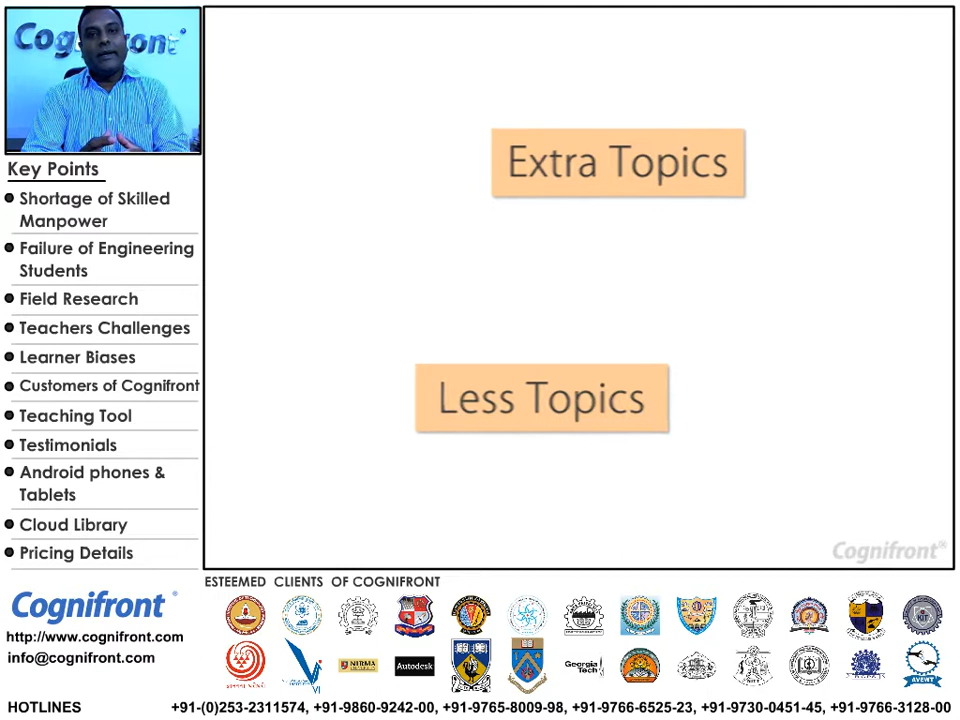 Cognifront
Key Points
Shortage of Skilled
Manpower
Failure of Engineering
Students
Field Research
Teachers Challenges
Learner Biases
Customers of Cognifront
Teaching Tool
Testimonials
Android phones &
Tablets
Cloud Library
Pricing Details
Extra Topics
Less Topics
Cognifront®
Cognifront
http://www.cognifront.com
info@cognifront.com
ESTEEMED CLIENTS OF COGNIFRONT
NIRMA
Autodesk
Georgia
Tech
AVENT
HOTLINES
+91-(0)253-2311574, +91-9860-9242-00, +91-9765-8009-98, +91-9766-6525-23, +91-9730-0451-45, +91-9766-3128-00